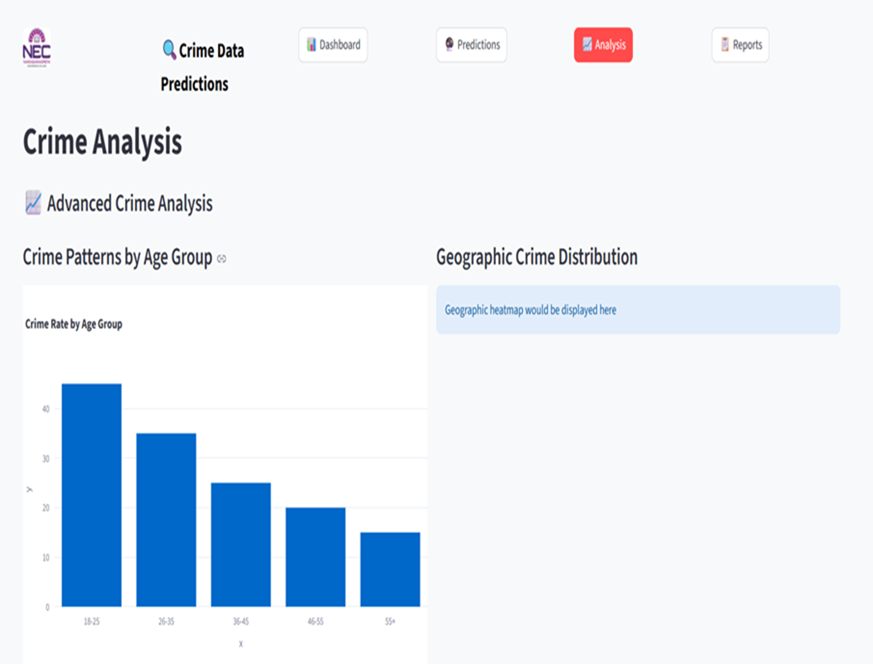 NEC
Crime Data
Predictions
Dashboard
Predictions
Analysis
Reports
Crime Analysis
Advanced Crime Analysis
Crime Patterns by Age Group
Geographic Crime Distribution
Geographic heatmap would be displayed here
Crime Rate by Age Group
40
30
20
10
0
y
18-25
26-35
36-45
46-55
55+
x